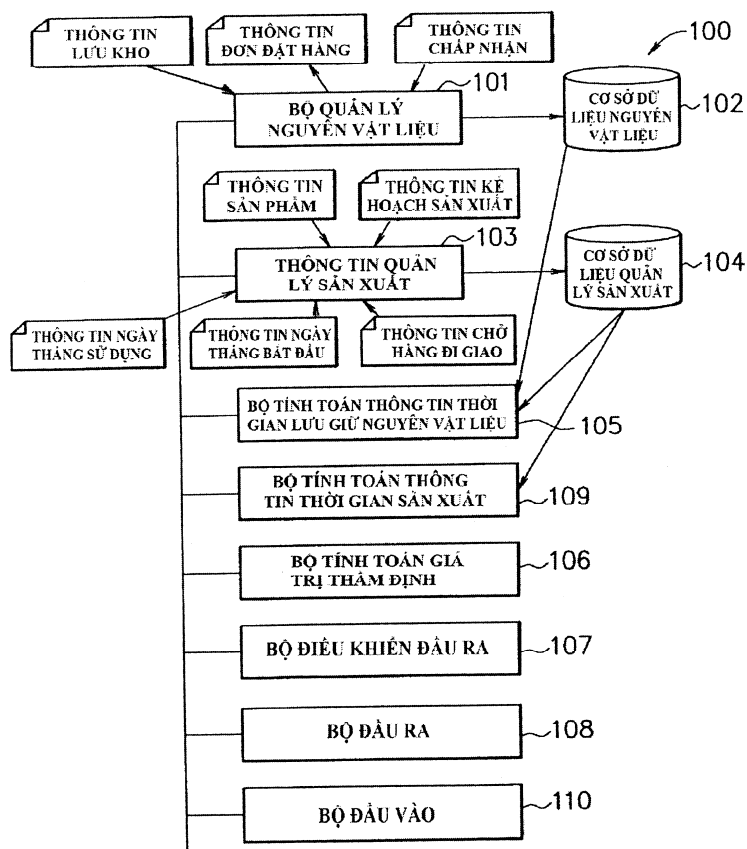 THÔNG TIN
LƯU KHO
THÔNG TIN
ĐƠN ĐẶT HÀNG
THÔNG TIN
CHẤP NHẬN
100
101
BỘ QUẢN LÝ
NGUYÊN VẬT LIỆU
CƠ SỞ DỮ
LIỆU NGUYÊN
VẬT LIỆU
102
THÔNG TIN
SẢN PHẨM
THÔNG TIN KẾ
HOẠCH SẢN XUẤT
103
THÔNG TIN QUẢN
LÝ SẢN XUẤT
CƠ SỞ DỮ
LIỆU QUẢN
LÝ SẢN XUẤT
104
THÔNG TIN NGÀY
THÁNG SỬ DỤNG
THÔNG TIN NGÀY
THÁNG BẮT ĐẦU
THÔNG TIN CHỞ
HÀNG ĐI GIAO
BỘ TÍNH TOÁN THÔNG TIN THỜI
GIAN LƯU GIỮ NGUYÊN VẬT LIỆU
105
BỘ TÍNH TOÁN THÔNG
TIN THỜI GIAN SẢN XUẤT
109
BỘ TÍNH TOÁN GIÁ
TRỊ THẨM ĐỊNH
106
BỘ ĐIỀU KHIỂN ĐẦU RA
107
BỘ ĐẦU RA
108
BỘ ĐẦU VÀO
110